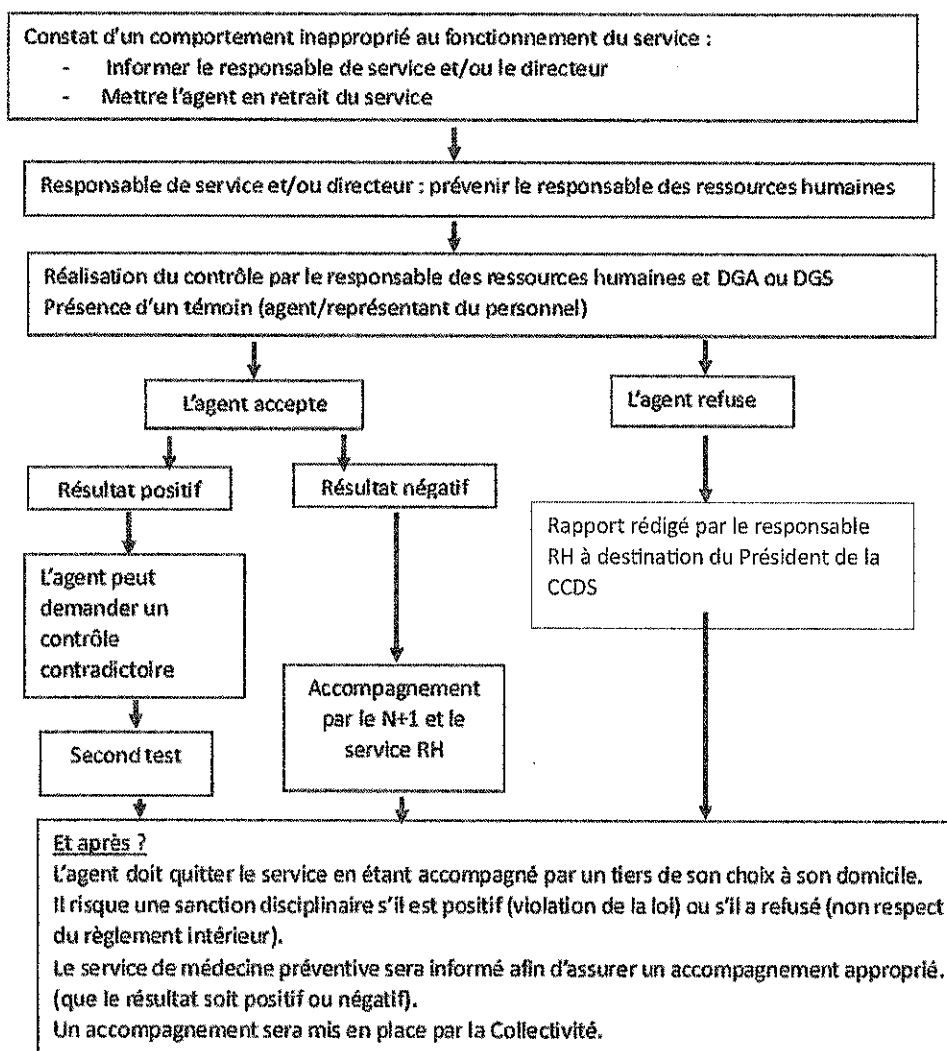 Constat d'un comportement inapproprié au fonctionnement du service :
- Informer le responsable de service et/ou le directeur
- Mettre l'agent en retrait du service
Responsable de service et/ou directeur : prévenir le responsable des ressources humaines
Réalisation du contrôle par le responsable des ressources humaines et DGA ou DGS
Présence d'un témoin (agent/représentant du personnel)
L'agent accepte
L'agent refuse
Résultat positif
Résultat négatif
Rapport rédigé par le responsable
RH à destination du Président de la
CCDS
L'agent peut
demander un
contrôle
contradictoire
Accompagnement
par le N+1 et le
service RH
Second test
Et après ?
L'agent doit quitter le service en étant accompagné par un tiers de son choix à son domicile.
Il risque une sanction disciplinaire s'il est positif (violation de la loi) ou s'il a refusé (non respect
du règlement intérieur).
Le service de médecine préventive sera informé afin d'assurer un accompagnement approprié.
(que le résultat soit positif ou négatif).
Un accompagnement sera mis en place par la Collectivité.